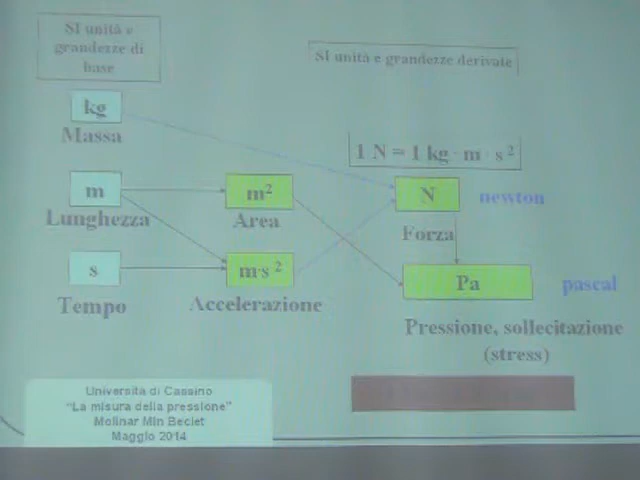 SI unità e
grandezze di
base
SI unità e grandezze derivate
kg
Massa
1 N = 1 kg · m · s 2
m
Lunghezza
m2
Area
N
newton
Forza
s
Tempo
m·s 2
Accelerazione
Pa
pascal
Pressione, sollecitazione
(stress)
Università di Cassino
"La misura della pressione"
Molinar Min Beciet
Maggio 2014